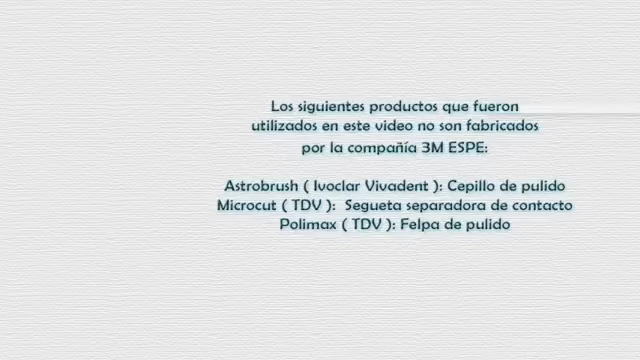 Los siguientes productos que fueron
utilizados en este video no son fabricados
por la compañía 3M ESPE:
Astrobrush ( Ivoclar Vivadent ): Cepillo de pulido
Microcut ( TDV ): Segueta separadora de contacto
Polimax ( TDV ): Felpa de pulido